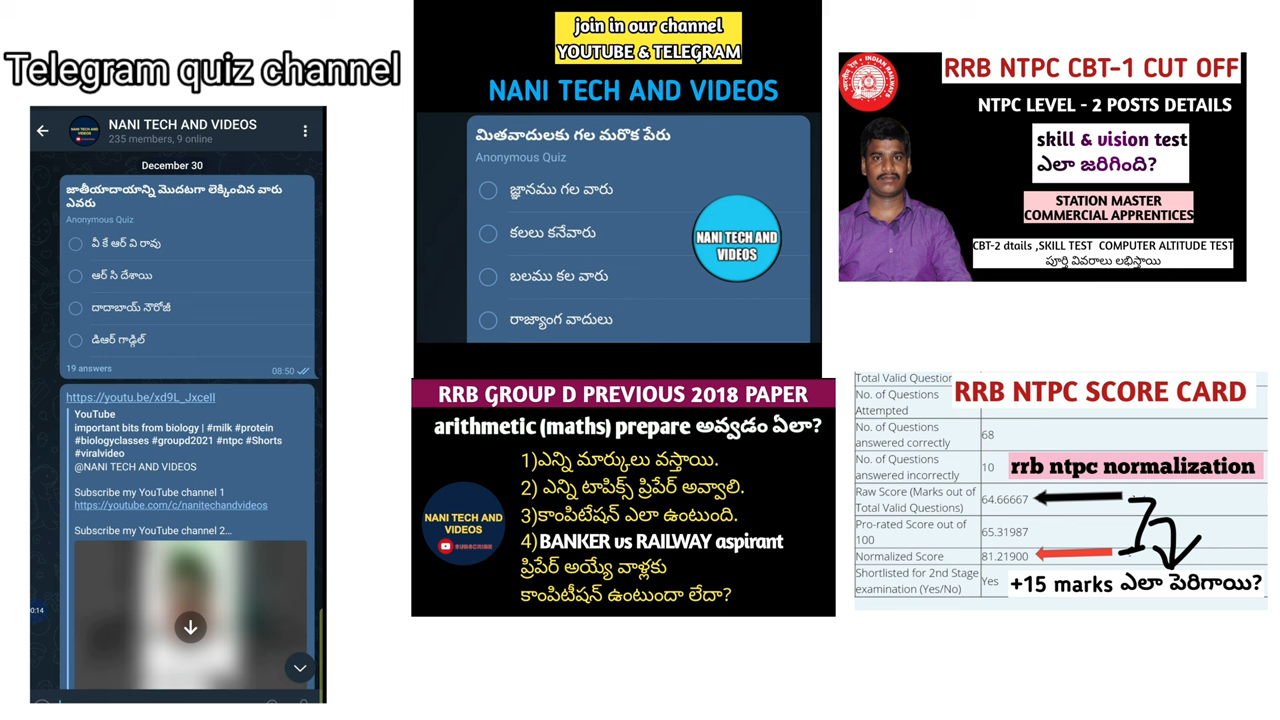 Telegram quiz channel
NANI TECH AND VIDEOS
235 members, 9 online
December 30
జాతీయాదాయాన్ని మొదటగా లెక్కించిన వారు
ఎవరు
Anonymous Quiz
వీ కే ఆర్ వి రావు
ఆర్ సి దేశాయి
దాదాబాయ్ నౌరోజీ
డిఆర్ గాడ్గిల్
19 answers
08:50
https://youtu.be/xd9L_JxceII
YouTube
important bits from biology | #milk #protein
#biologyclasses #groupd2021 #ntpc #Shorts
#viralvideo
@NANI TECH AND VIDEOS
Subscribe my YouTube channel 1
https://youtube.com/c/nanitechandvideos
Subscribe my YouTube channel 2...
0:14
join in our channel
YOUTUBE & TELEGRAM
NANI TECH AND VIDEOS
మితవాదులకు గల మరొక పేరు
Anonymous Quiz
జ్ఞానము గల వారు
కలలు కనేవారు
బలము కల వారు
రాజ్యాంగ వాదులు
NANI TECH AND
VIDEOS
RRB GROUP D PREVIOUS 2018 PAPER
arithmetic (maths) prepare అవ్వడం ఏలా?
1)ఎన్ని మార్కులు వస్తాయి.
2) ఎన్ని టాపిక్స్ ప్రిపేర్ అవ్వాలి.
3)కాంపిటేషన్ ఎలా ఉంటుంది.
4)BANKER vs RAILWAY aspirant
ప్రిపేర్ అయ్యే వాళ్లకు
కాంపిటీషన్ ఉంటుందా లేదా?
NANI TECH AND
VIDEOS
SUBSCRIBE
RRB NTPC CBT-1 CUT OFF
NTPC LEVEL - 2 POSTS DETAILS
skill & vision test
ఎలా జరిగింది?
STATION MASTER
COMMERCIAL APPRENTICES
CBT-2 dtails ,SKILL TEST COMPUTER ALTITUDE TEST
పూర్తి వివరాలు లభిస్తాయి
RRB NTPC SCORE CARD
Total Valid Question
No. of Questions
Attempted
No. of Questions
answered correctly
68
No. of Questions
answered incorrectly
10
rrb ntpc normalization
Raw Score (Marks out of
Total Valid Questions)
64.66667
Pro-rated Score out of
100
65.31987
Normalized Score
81.21900
Shortlisted for 2nd Stage
examination (Yes/No)
Yes
+15 marks ఎలా పెరిగాయి?